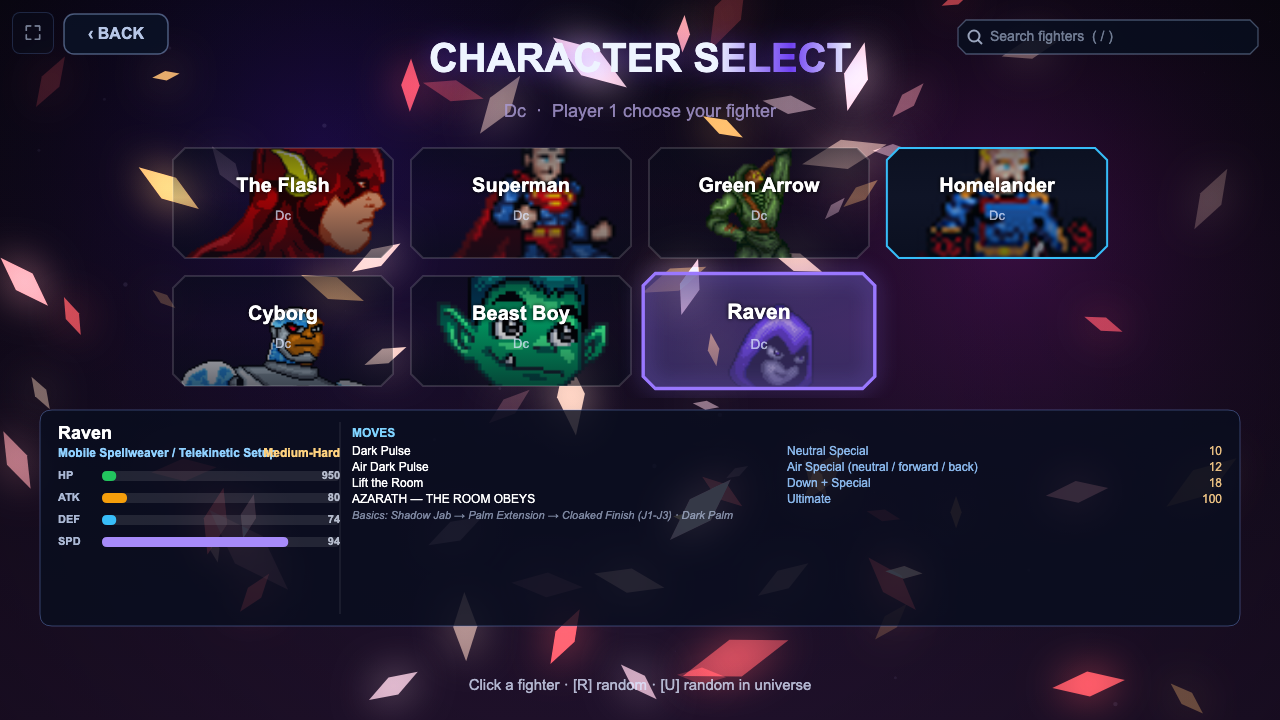 ‹ BACK
Search fighters ( / )
CHARACTER SELECT
Dc · Player 1 choose your fighter
The Flash
Dc
Superman
Dc
Green Arrow
Dc
Homelander
Dc
Cyborg
Dc
Beast Boy
Dc
Raven
Dc
Raven
Mobile Spellweaver / Telekinetic Setup Medium-Hard
HP 950
ATK 80
DEF 74
SPD 94
MOVES
Dark Pulse Neutral Special 10
Air Dark Pulse Air Special (neutral / forward / back) 12
Lift the Room Down + Special 18
AZARATH — THE ROOM OBEYS Ultimate 100
Basics: Shadow Jab → Palm Extension → Cloaked Finish (J1-J3) · Dark Palm
Click a fighter · [R] random · [U] random in universe